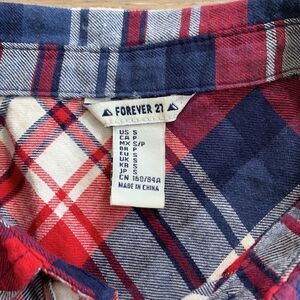 FOREVER 21
US S
CA P
MX S/P
BR P
EU S
UK S
KR S
JP S
CN 160/84A
MADE IN CHINA